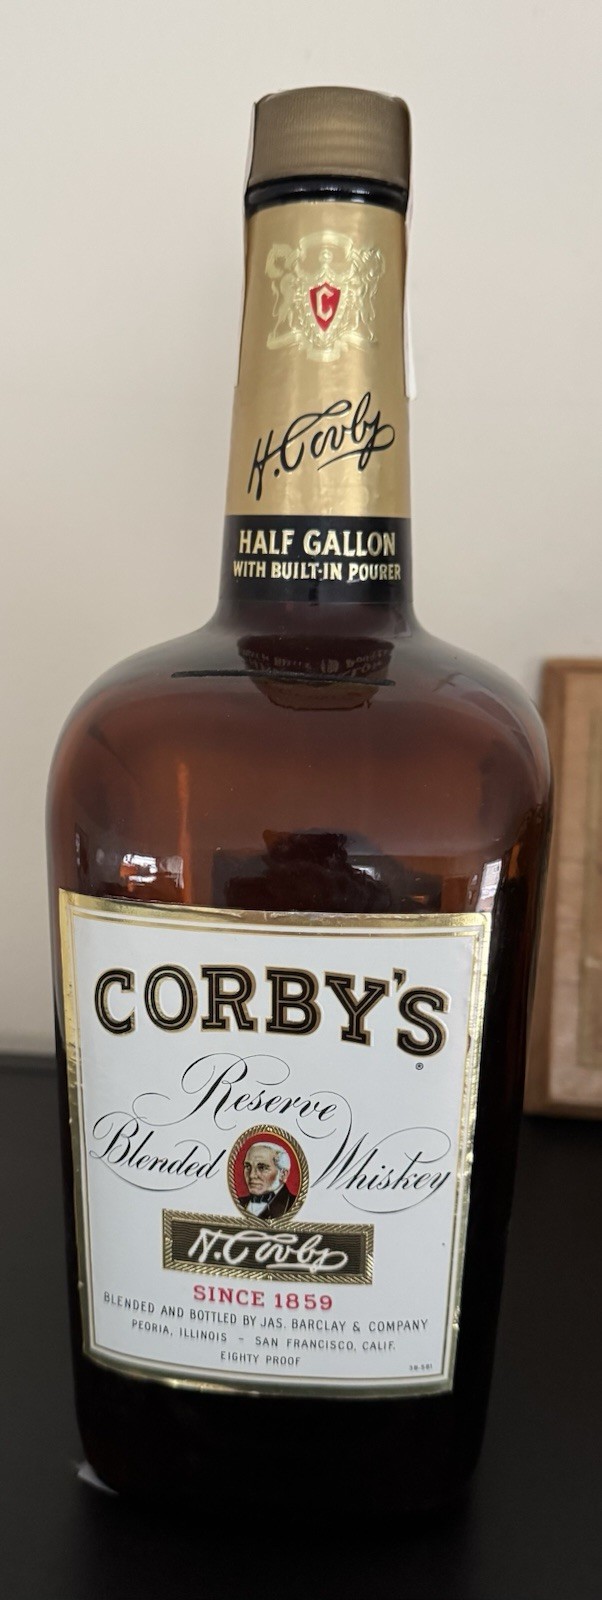 C
H. Corby
HALF GALLON
WITH BUILT-IN POURER
CORBY'S
®
Reserve
Blended Whiskey
H. Corby
SINCE 1859
BLENDED AND BOTTLED BY JAS. BARCLAY & COMPANY
PEORIA, ILLINOIS - SAN FRANCISCO, CALIF.
EIGHTY PROOF